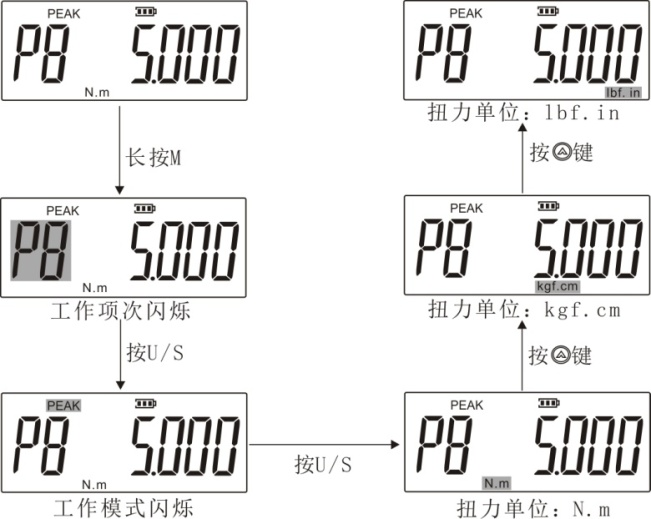 PEAK
P8 5.000
N.m
长按M
PEAK
P8 5.000
N.m
工作项次闪烁
按U/S
PEAK
P8 5.000
N.m
工作模式闪烁
按U/S
PEAK
P8 5.000
N.m
扭力单位：N.m
按键
PEAK
P8 5.000
kgf.cm
扭力单位：kgf.cm
按键
PEAK
P8 5.000
lbf. in
扭力单位：lbf.in